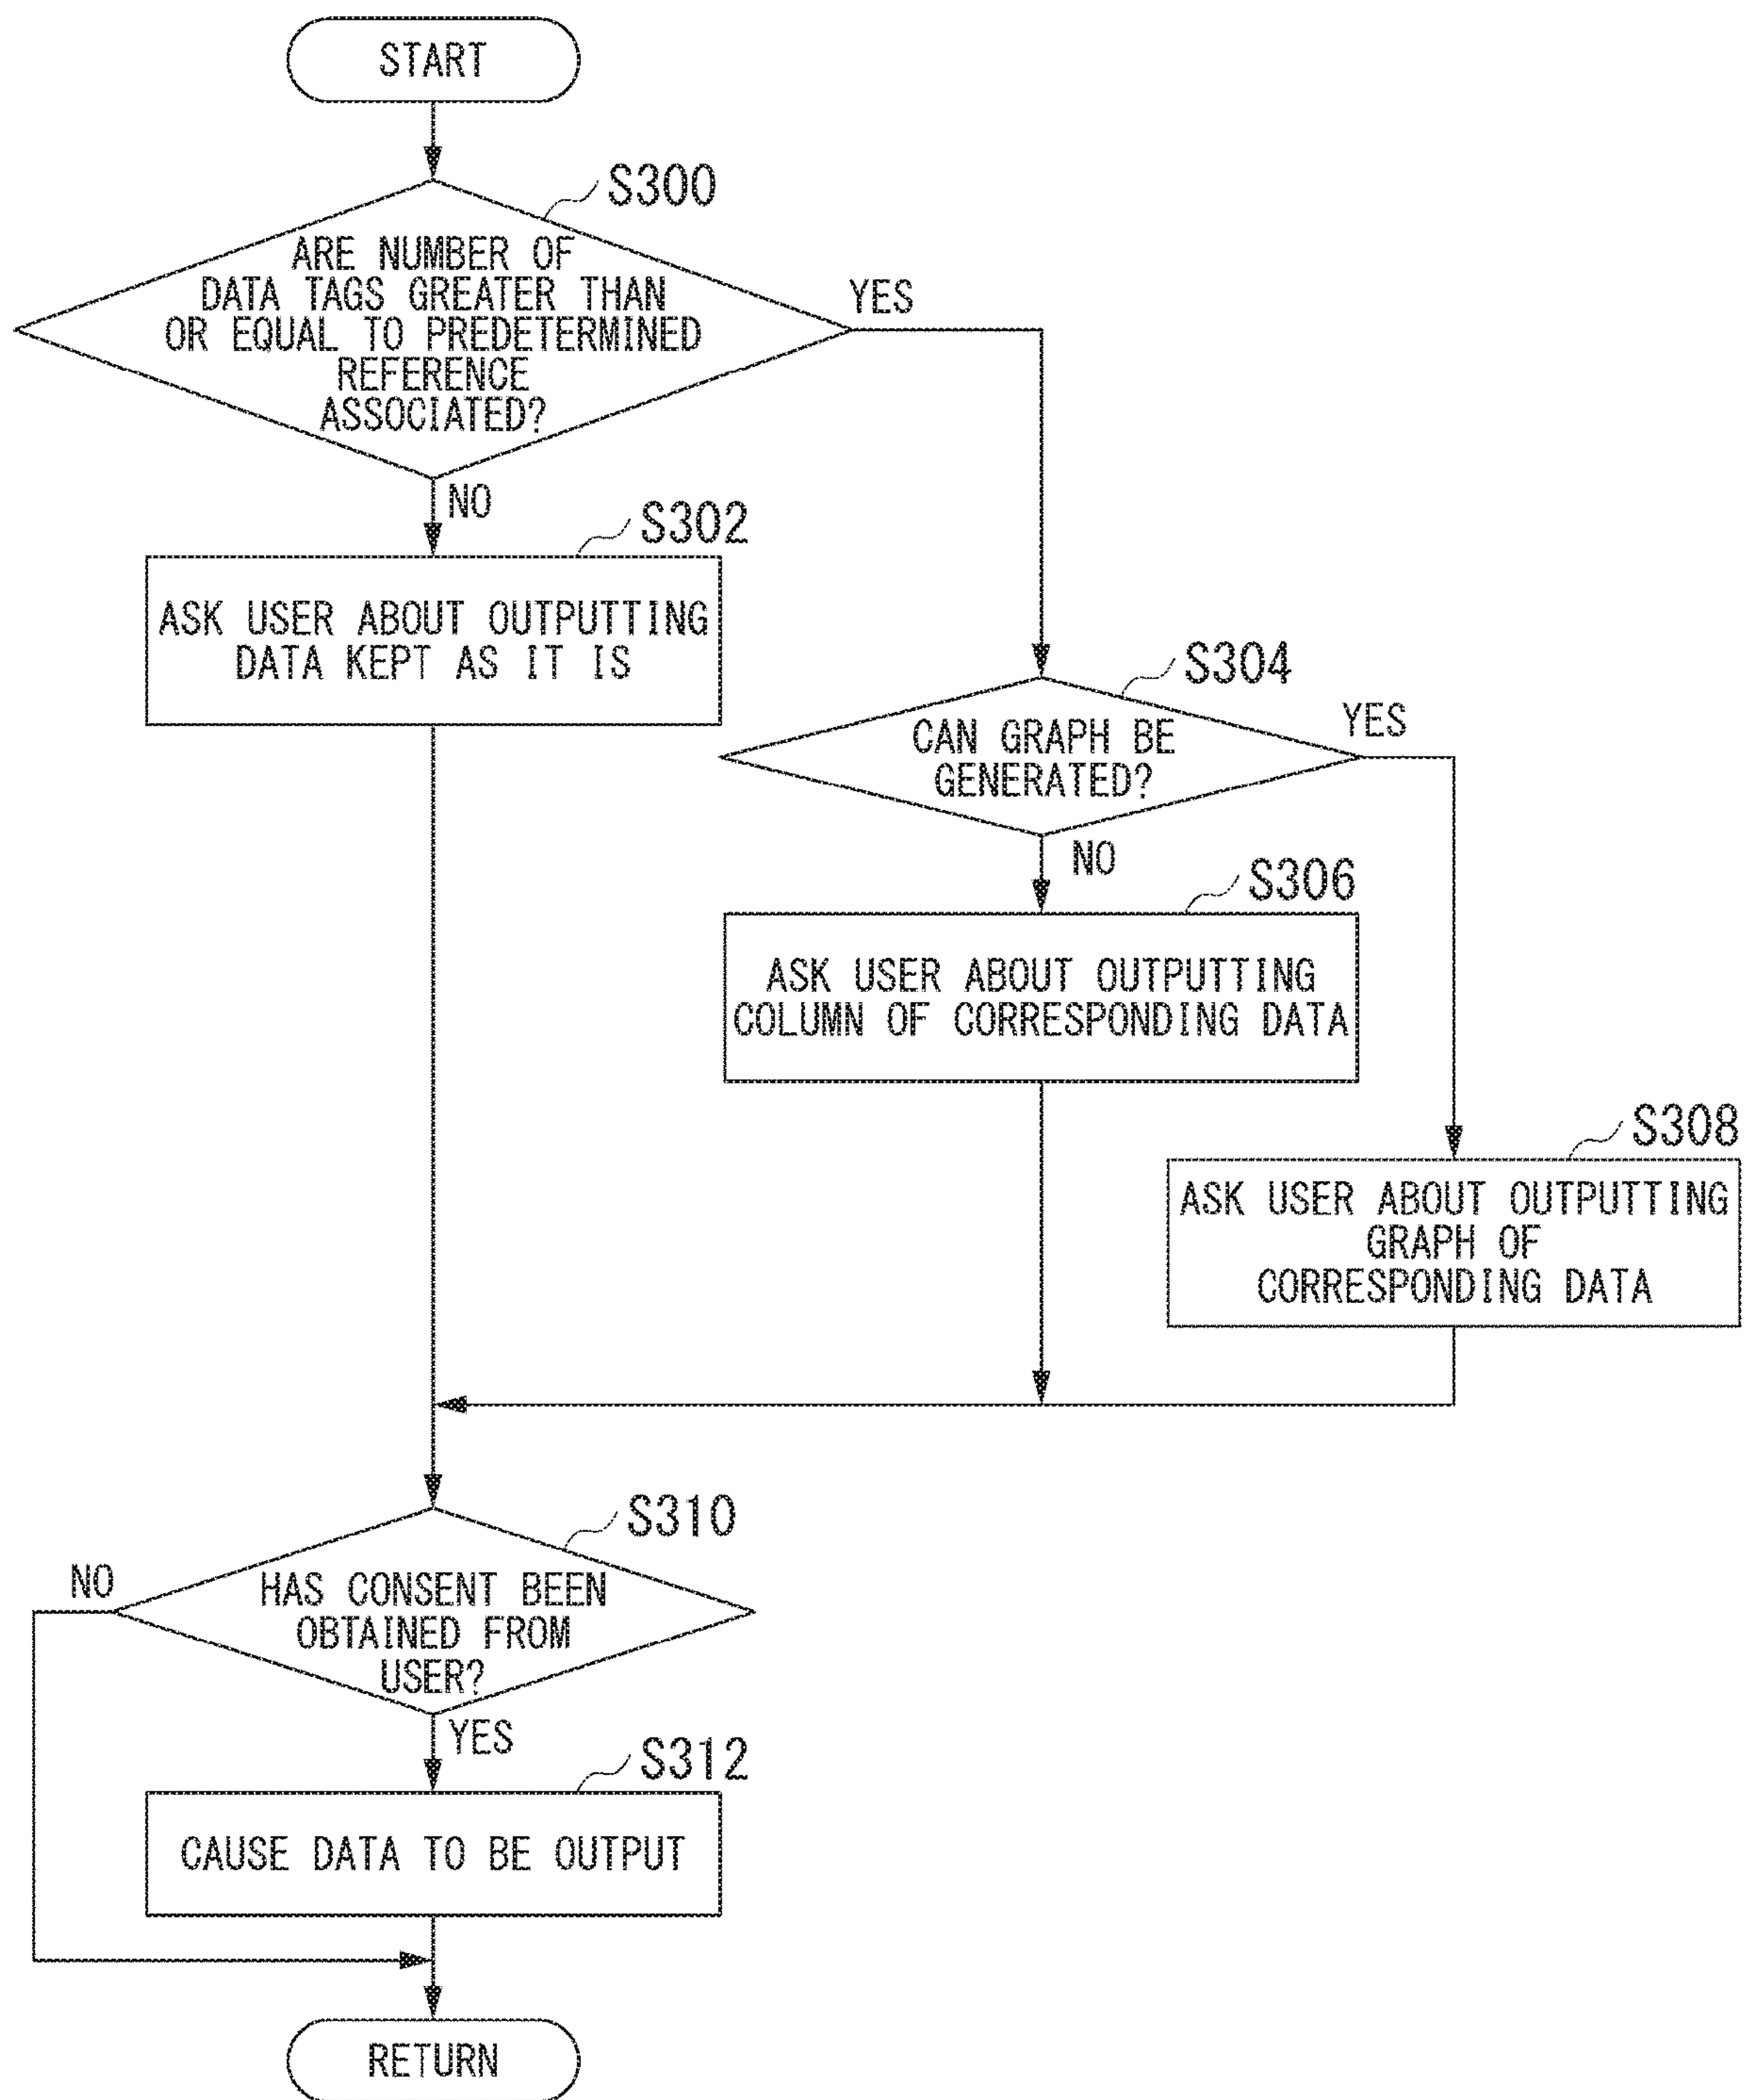 START
S300
ARE NUMBER OF
DATA TAGS GREATER THAN
OR EQUAL TO PREDETERMINED
REFERENCE
ASSOCIATED?
YES
NO
S302
ASK USER ABOUT OUTPUTTING
DATA KEPT AS IT IS
S304
CAN GRAPH BE
GENERATED?
YES
NO
S306
ASK USER ABOUT OUTPUTTING
COLUMN OF CORRESPONDING DATA
S308
ASK USER ABOUT OUTPUTTING
GRAPH OF
CORRESPONDING DATA
S310
NO
HAS CONSENT BEEN
OBTAINED FROM
USER?
YES
S312
CAUSE DATA TO BE OUTPUT
RETURN